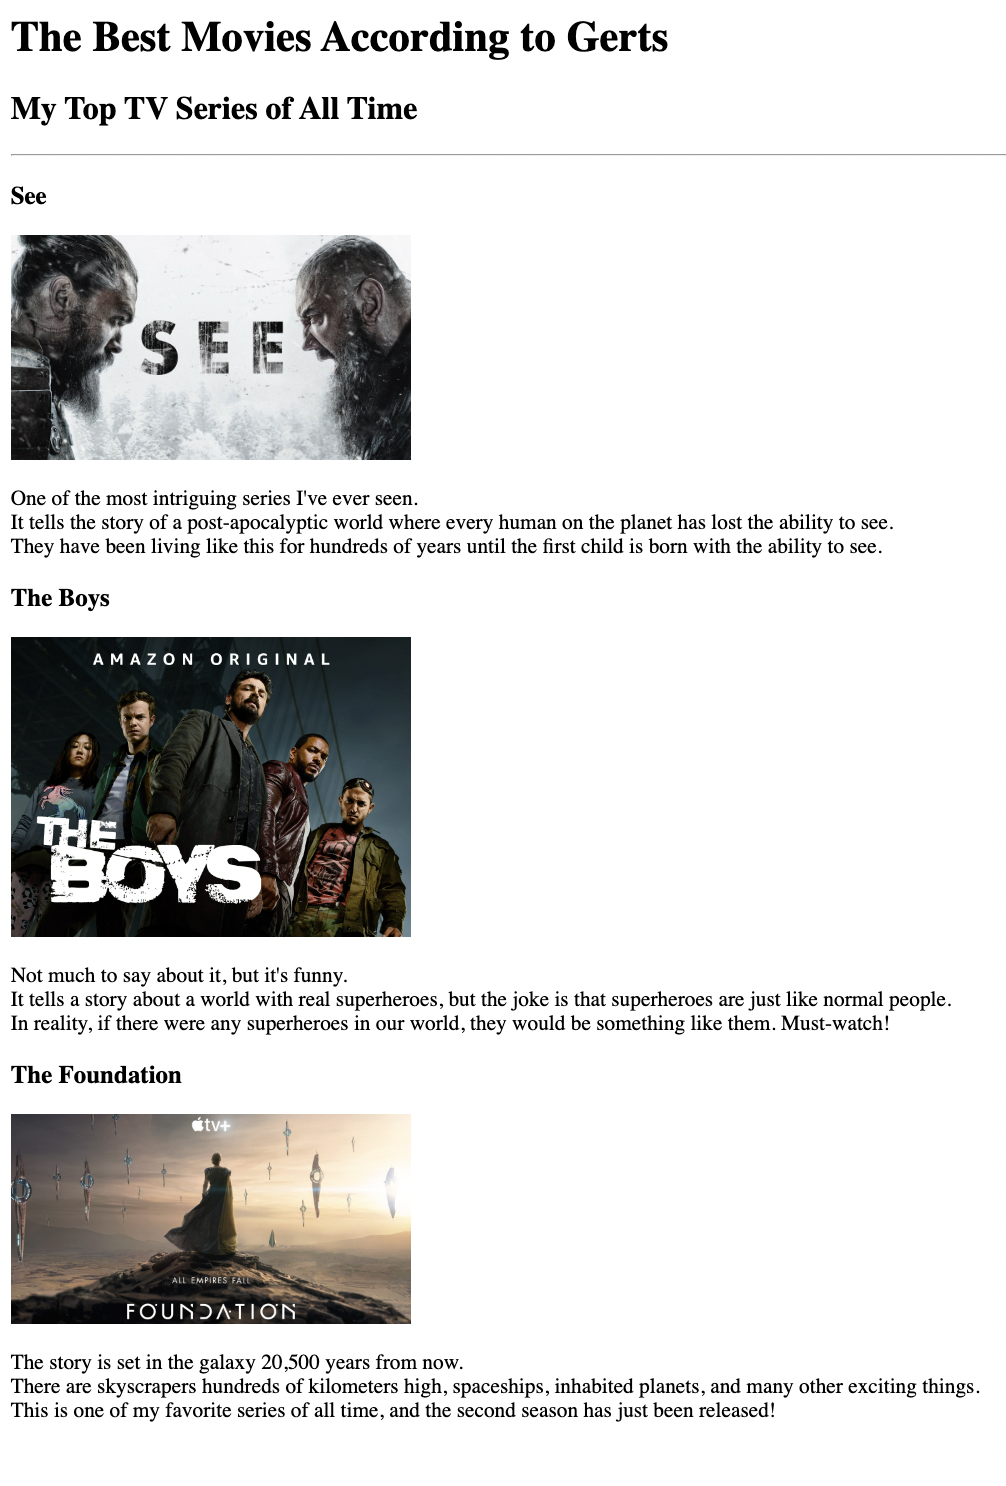 The Best Movies According to Gerts
My Top TV Series of All Time
See
SEE
One of the most intriguing series I've ever seen.
It tells the story of a post-apocalyptic world where every human on the planet has lost the ability to see.
They have been living like this for hundreds of years until the first child is born with the ability to see.
The Boys
AMAZON ORIGINAL
THE
BOYS
Not much to say about it, but it's funny.
It tells a story about a world with real superheroes, but the joke is that superheroes are just like normal people.
In reality, if there were any superheroes in our world, they would be something like them. Must-watch!
The Foundation
tv+
ALL EMPIRES FALL
FOUNDATION
The story is set in the galaxy 20,500 years from now.
There are skyscrapers hundreds of kilometers high, spaceships, inhabited planets, and many other exciting things.
This is one of my favorite series of all time, and the second season has just been released!